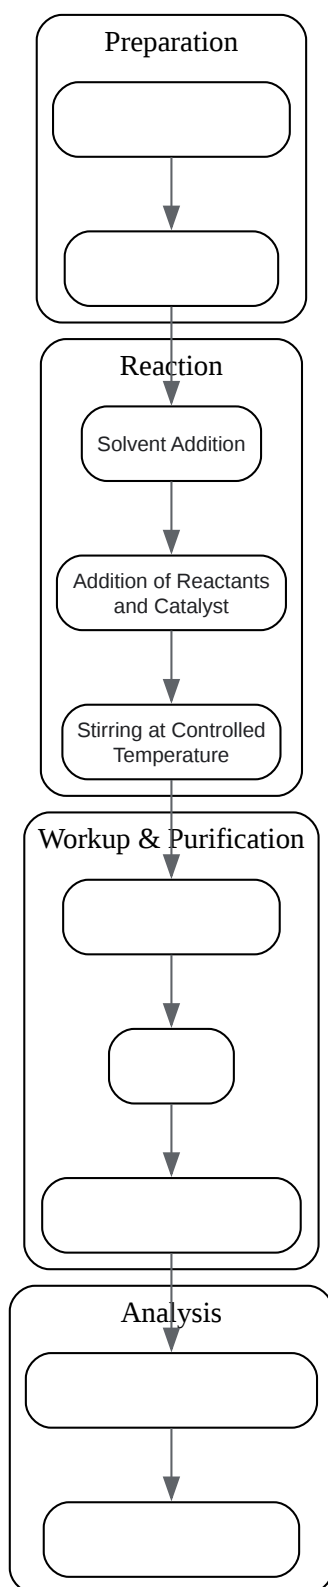 Preparation
Reaction
Solvent Addition
Addition of Reactants
and Catalyst
Stirring at Controlled
Temperature
Workup & Purification
Analysis